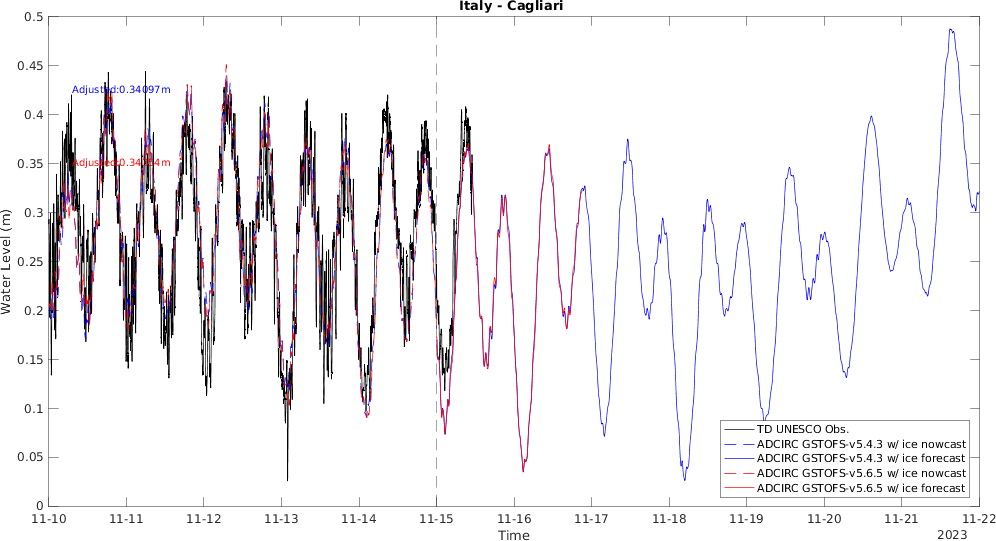 Italy - Cagliari
0.5
0.45
0.4
0.35
0.3
0.25
0.2
0.15
0.1
0.05
0
Water Level (m)
Adjusted:0.34097m
TD UNESCO Obs.
ADCIRC GSTOFS-v5.4.3 w/ ice nowcast
ADCIRC GSTOFS-v5.4.3 w/ ice forecast
ADCIRC GSTOFS-v5.6.5 w/ ice nowcast
ADCIRC GSTOFS-v5.6.5 w/ ice forecast
11-10
11-11
11-12
11-13
11-14
11-15
11-16
11-17
11-18
11-19
11-20
11-21
11-22
Time
2023